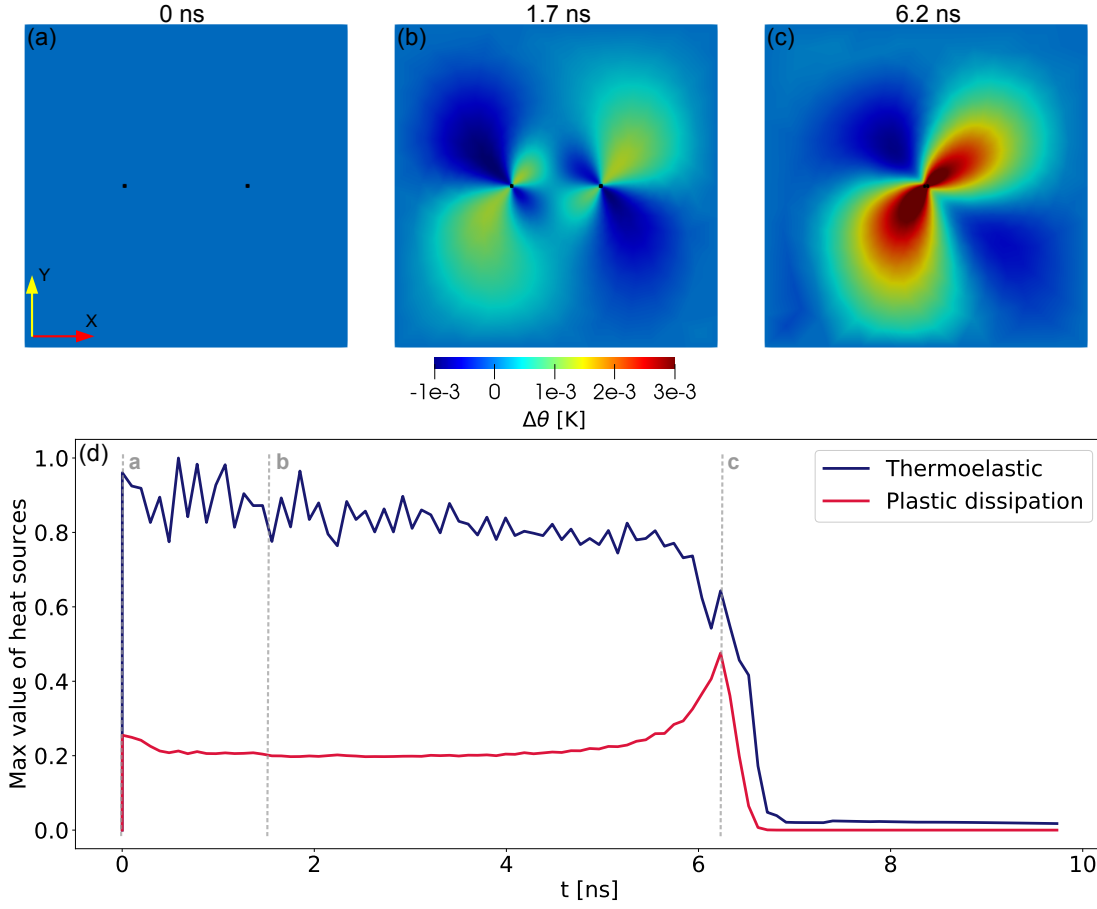 0 ns 1.7 ns 6.2 ns
(a) (b) (c)
Y
X
-1e-3 0 1e-3 2e-3 3e-3
Δθ [K]
(d) a b c
Thermoelastic
Plastic dissipation
Max value of heat sources
1.0
0.8
0.6
0.4
0.2
0.0
0 2 4 6 8 10
t [ns]